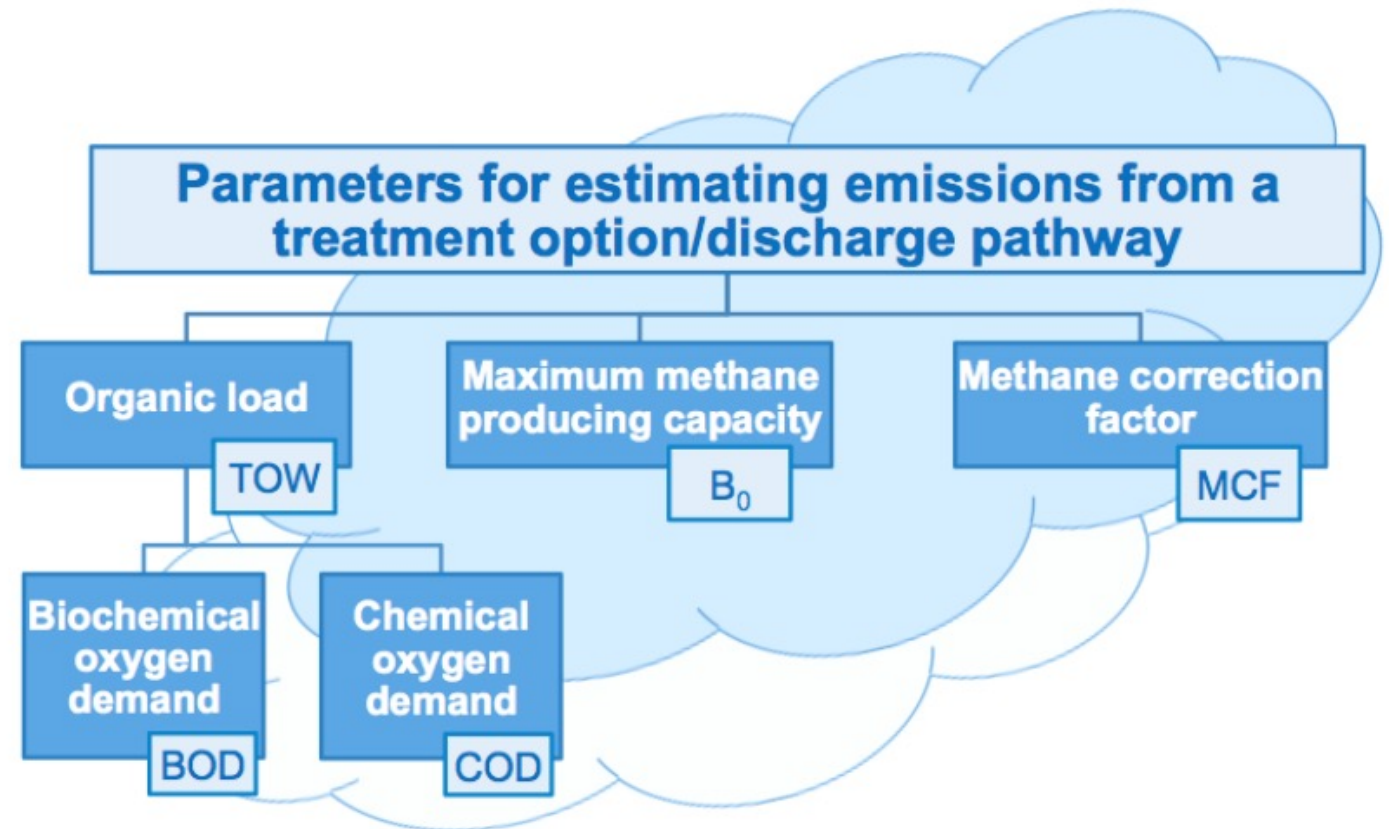 Parameters for estimating emissions from a
treatment option/discharge pathway
Organic load
TOW
Maximum methane
producing capacity
B₀
Methane correction
factor
MCF
Biochemical
oxygen
demand
BOD
Chemical
oxygen
demand
COD